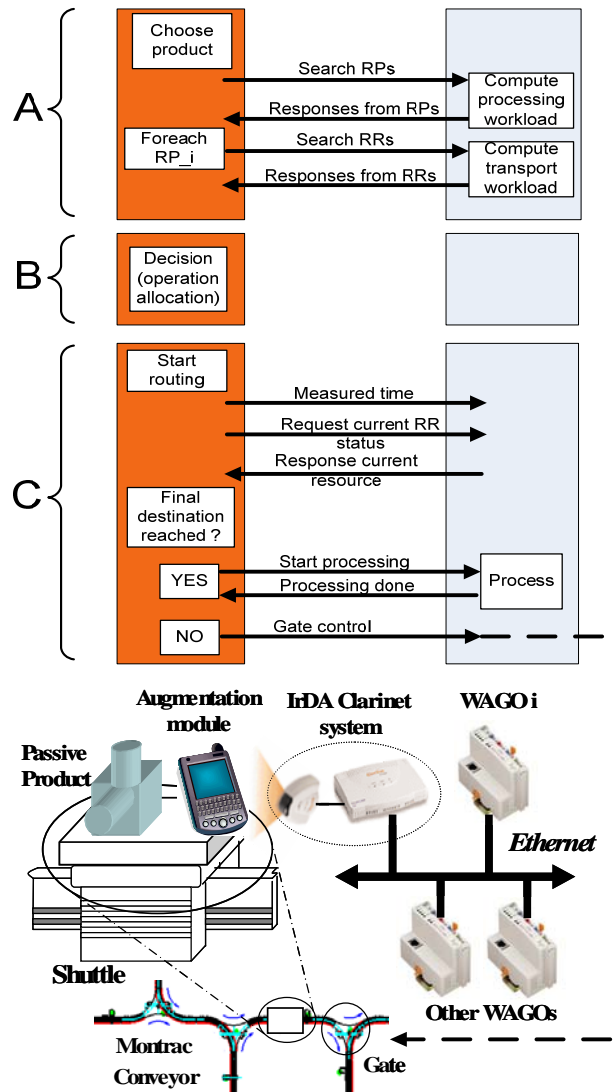 Choose
product
Search RPs
A
Compute
processing
workload
Responses from RPs
Foreach
RP_i
Search RRs
Compute
transport
workload
Responses from RRs
B
Decision
(operation
allocation)
Start
routing
Measured time
Request current RR
status
Response current
resource
C
Final
destination
reached ?
Start processing
YES
Process
Processing done
NO
Gate control
Augmentation
module
IrDA Clarinet
system
WAGO i
Passive
Product
Ethernet
Shuttle
Other WAGOs
Montrac
Conveyor
Gate